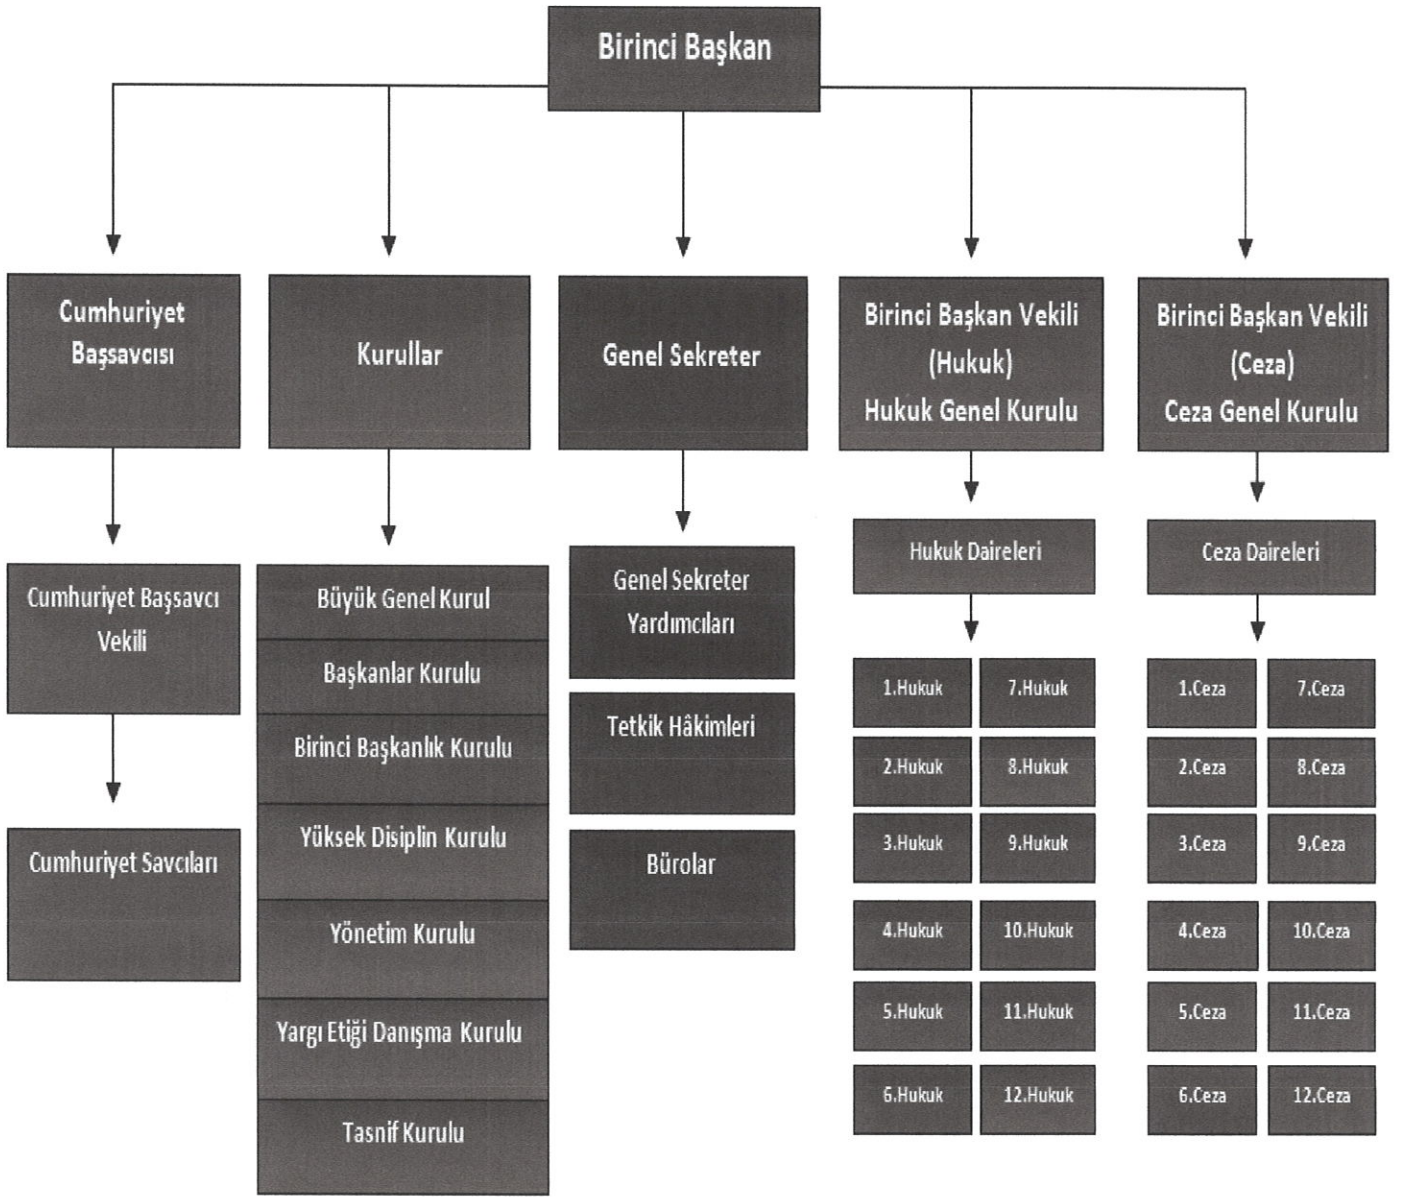 Birinci Başkan
Cumhuriyet
Başsavcısı
Kurullar
Genel Sekreter
Birinci Başkan Vekili
(Hukuk)
Hukuk Genel Kurulu
Birinci Başkan Vekili
(Ceza)
Ceza Genel Kurulu
Cumhuriyet Başsavcı
Vekili
Cumhuriyet Savcıları
Büyük Genel Kurul
Başkanlar Kurulu
Birinci Başkanlık Kurulu
Yüksek Disiplin Kurulu
Yönetim Kurulu
Yargı Etiği Danışma Kurulu
Tasnif Kurulu
Genel Sekreter
Yardımcıları
Tetkik Hâkimleri
Bürolar
Hukuk Daireleri
1.Hukuk
7.Hukuk
2.Hukuk
8.Hukuk
3.Hukuk
9.Hukuk
4.Hukuk
10.Hukuk
5.Hukuk
11.Hukuk
6.Hukuk
12.Hukuk
Ceza Daireleri
1.Ceza
7.Ceza
2.Ceza
8.Ceza
3.Ceza
9.Ceza
4.Ceza
10.Ceza
5.Ceza
11.Ceza
6.Ceza
12.Ceza